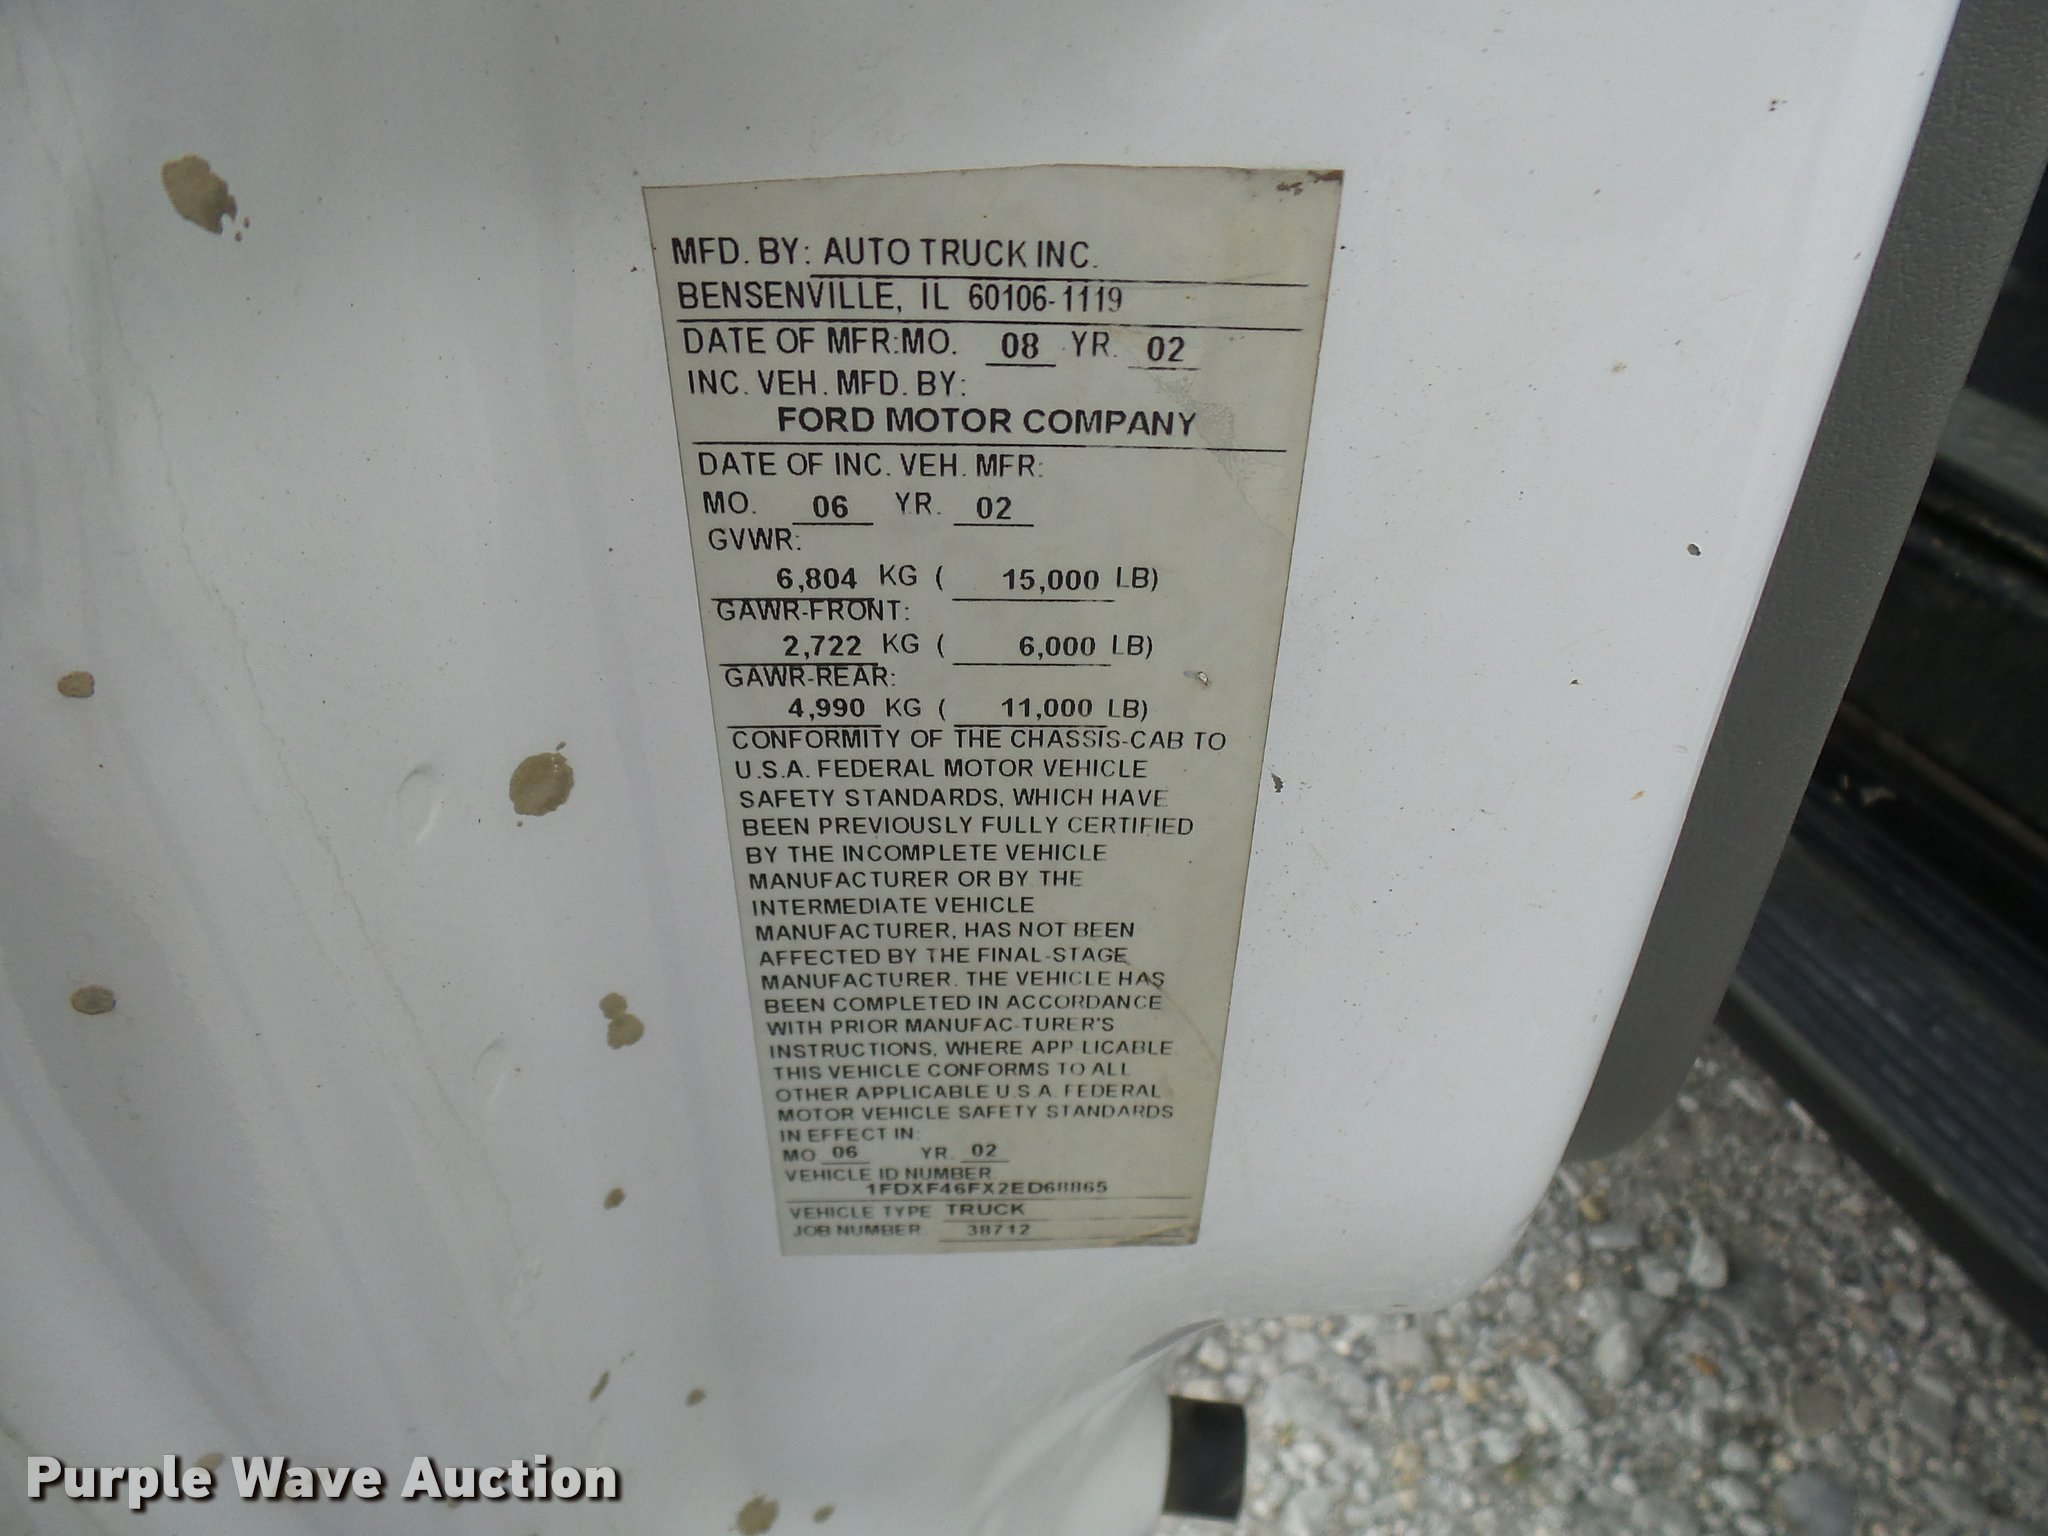 MFD. BY: AUTO TRUCK INC.
BENSENVILLE, IL 60106-1119
DATE OF MFR:MO. 08 YR. 02
INC. VEH. MFD. BY:
FORD MOTOR COMPANY
DATE OF INC. VEH. MFR:
MO. 06 YR. 02
GVWR:
6,804 KG ( 15,000 LB)
GAWR-FRONT:
2,722 KG ( 6,000 LB)
GAWR-REAR:
4,990 KG ( 11,000 LB)
CONFORMITY OF THE CHASSIS-CAB TO
U.S.A. FEDERAL MOTOR VEHICLE
SAFETY STANDARDS, WHICH HAVE
BEEN PREVIOUSLY FULLY CERTIFIED
BY THE INCOMPLETE VEHICLE
MANUFACTURER OR BY THE
INTERMEDIATE VEHICLE
MANUFACTURER, HAS NOT BEEN
AFFECTED BY THE FINAL-STAGE
MANUFACTURER. THE VEHICLE HAS
BEEN COMPLETED IN ACCORDANCE
WITH PRIOR MANUFAC-TURER'S
INSTRUCTIONS, WHERE APP LICABLE
THIS VEHICLE CONFORMS TO ALL
OTHER APPLICABLE U.S.A. FEDERAL
MOTOR VEHICLE SAFETY STANDARDS
IN EFFECT IN:
MO 06 YR. 02
VEHICLE ID NUMBER
1FDXF46FX2ED68865
VEHICLE TYPE TRUCK
JOB NUMBER 38712
Purple Wave Auction